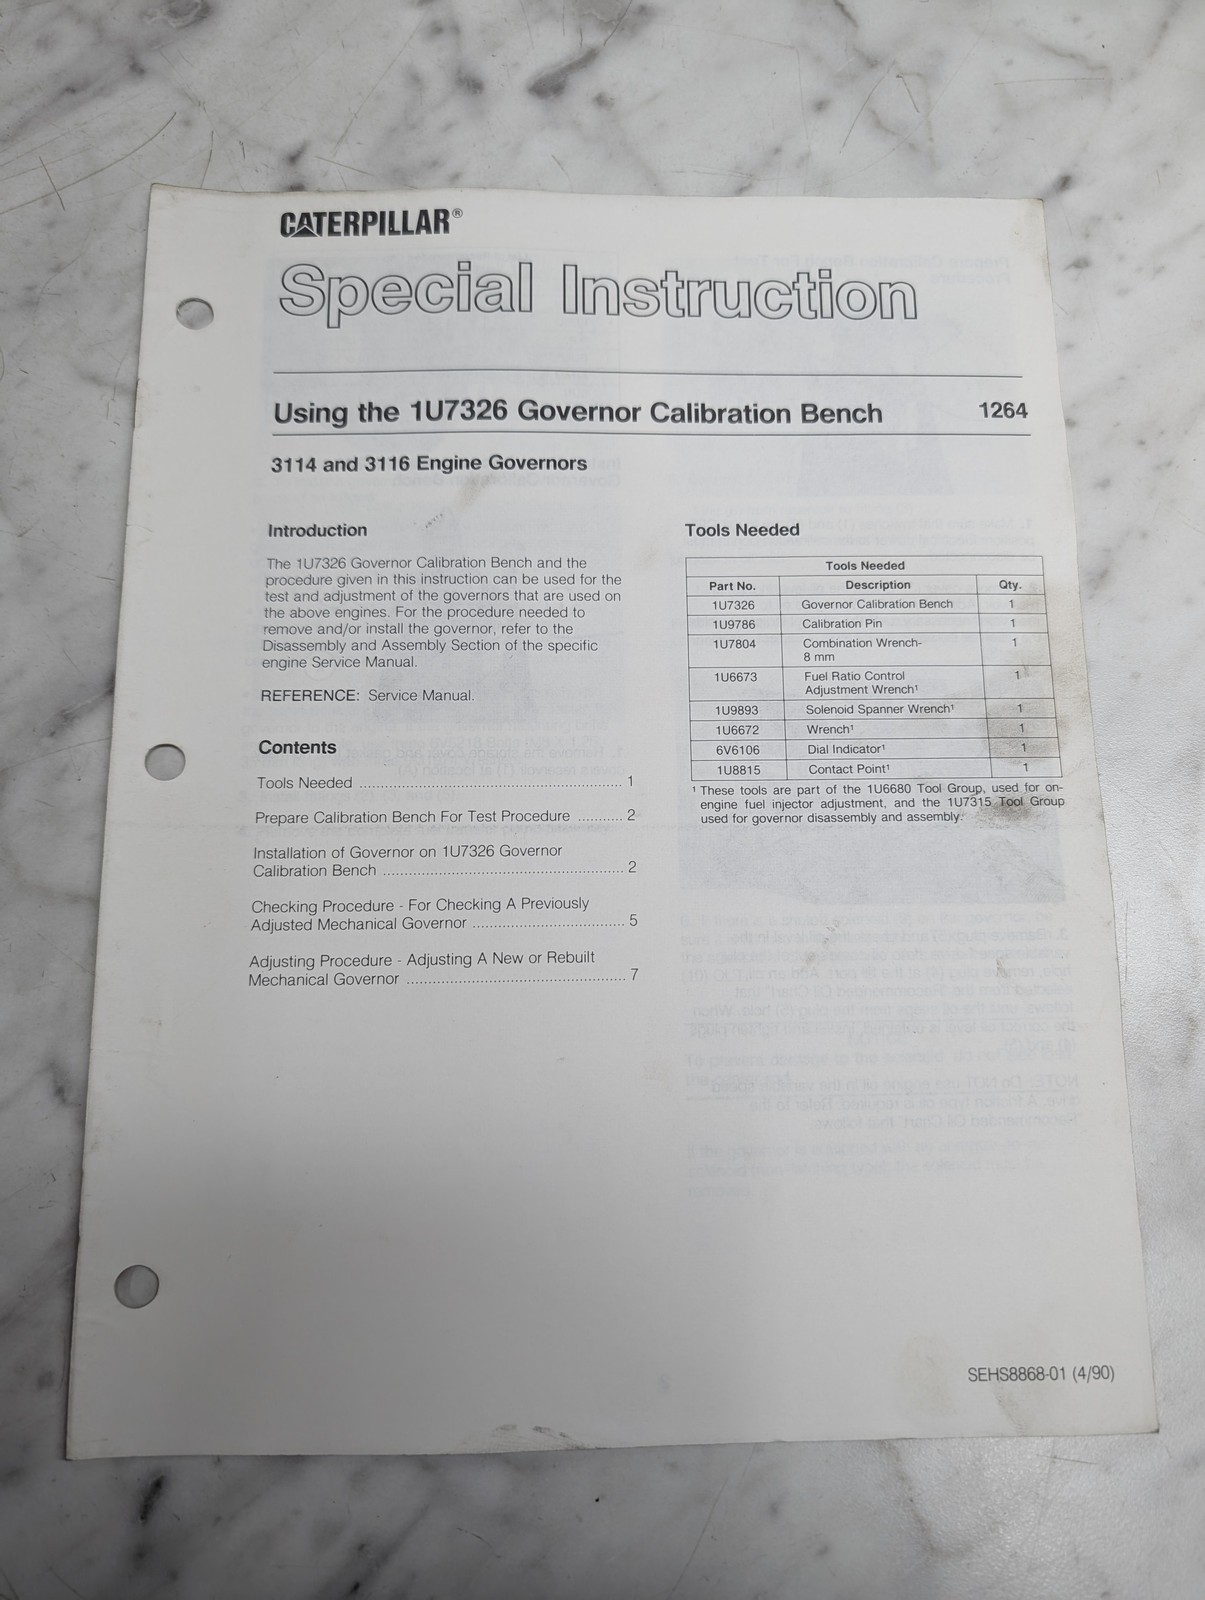 CATERPILLAR®
Special Instruction
Using the 1U7326 Governor Calibration Bench 1264
3114 and 3116 Engine Governors
Introduction
The 1U7326 Governor Calibration Bench and the
procedure given in this instruction can be used for the
test and adjustment of the governors that are used on
the above engines. For the procedure needed to
remove and/or install the governor, refer to the
Disassembly and Assembly Section of the specific
engine Service Manual.
REFERENCE: Service Manual.
Contents
Tools Needed ............................................................ 1
Prepare Calibration Bench For Test Procedure ........... 2
Installation of Governor on 1U7326 Governor
Calibration Bench ....................................................... 2
Checking Procedure - For Checking A Previously
Adjusted Mechanical Governor ................................... 5
Adjusting Procedure - Adjusting A New or Rebuilt
Mechanical Governor .................................................. 7
Tools Needed
Tools Needed
Part No. Description Qty.
1U7326 Governor Calibration Bench 1
1U9786 Calibration Pin 1
1U7804 Combination Wrench- 1
8 mm
1U6673 Fuel Ratio Control 1
Adjustment Wrench¹
1U9893 Solenoid Spanner Wrench¹ 1
1U6672 Wrench¹ 1
6V6106 Dial Indicator¹ 1
1U8815 Contact Point¹ 1
¹ These tools are part of the 1U6680 Tool Group, used for on-
engine fuel injector adjustment, and the 1U7315 Tool Group
used for governor disassembly and assembly.
SEHS8868-01 (4/90)